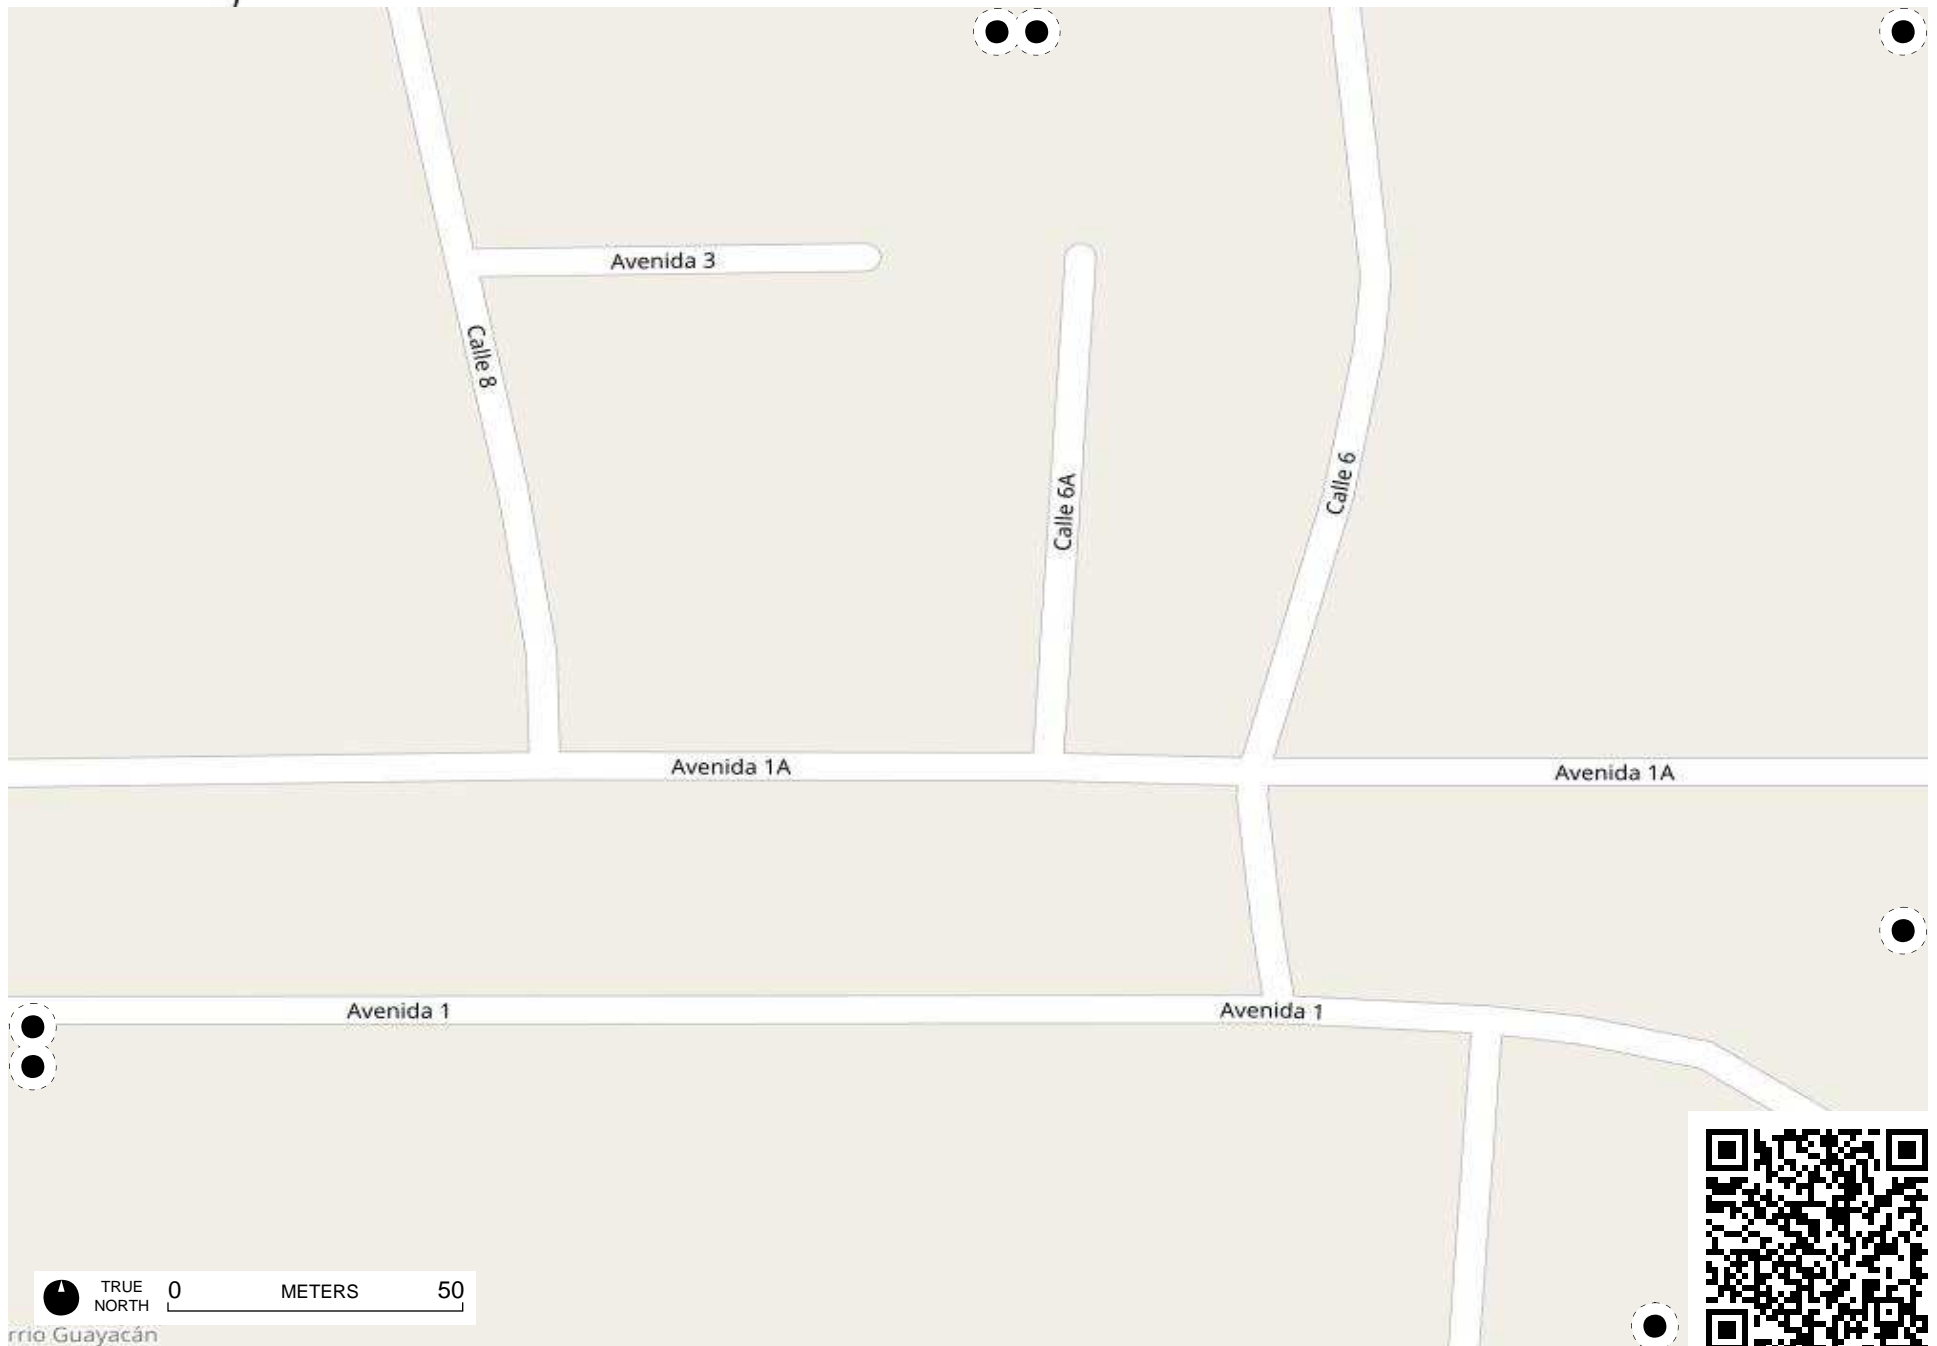 Avenida 3
Calle 8
Calle 6
Calle 6A
Avenida 1A
Avenida 1A
Avenida 1
Avenida 1
TRUE NORTH
0 METERS 50
rrio Guayacán